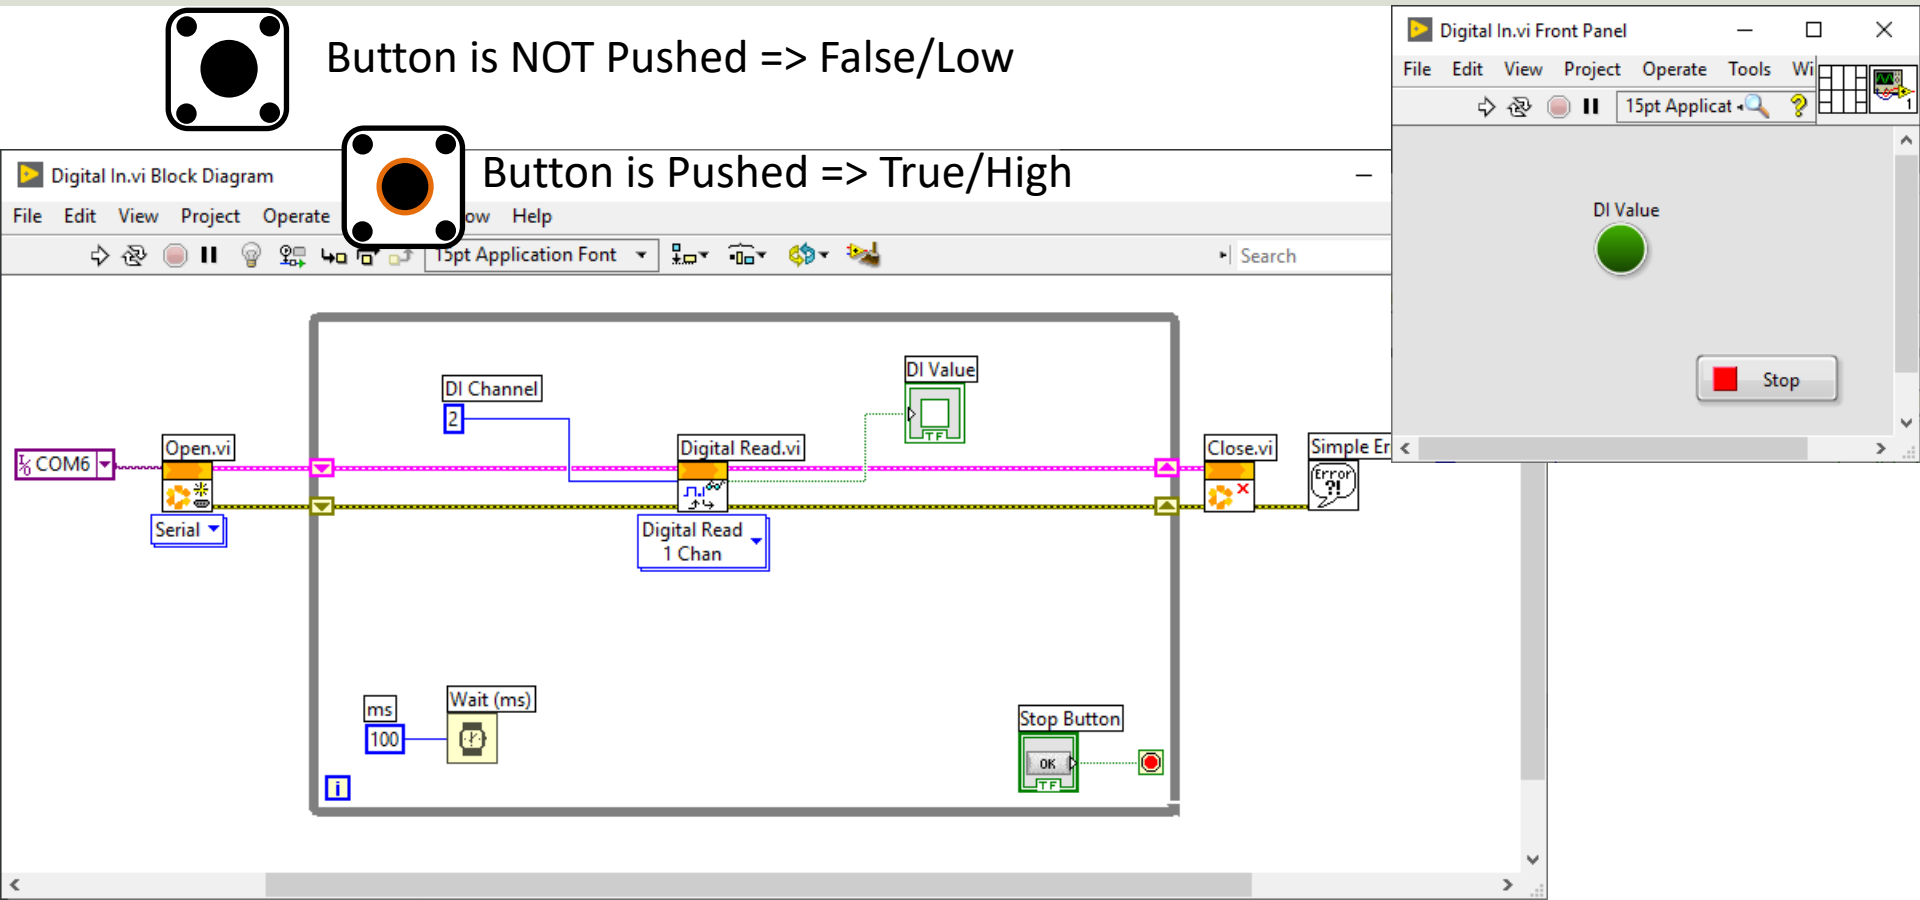 Button is NOT Pushed => False/Low
Button is Pushed => True/High
Digital In.vi Block Diagram
File Edit View Project Operate ow Help
15pt Application Font
Search
DI Channel
2
DI Value
TF
COM6
Open.vi
Serial
Digital Read.vi
Digital Read
1 Chan
Close.vi
Simple Er
Error
?!
ms
100
Wait (ms)
Stop Button
OK
TF
i
Digital In.vi Front Panel
File Edit View Project Operate Tools Wi
15pt Applicat
?
1
DI Value
Stop